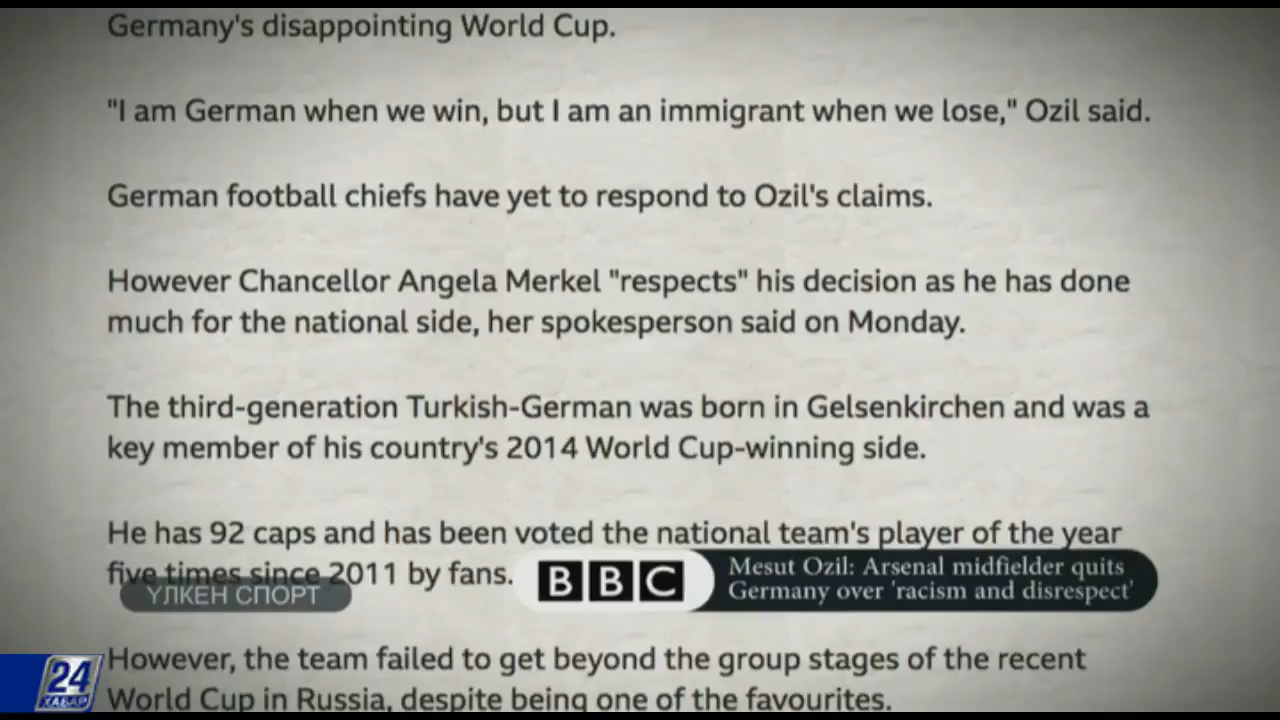 Germany's disappointing World Cup.
"I am German when we win, but I am an immigrant when we lose," Ozil said.
German football chiefs have yet to respond to Ozil's claims.
However Chancellor Angela Merkel "respects" his decision as he has done
much for the national side, her spokesperson said on Monday.
The third-generation Turkish-German was born in Gelsenkirchen and was a
key member of his country's 2014 World Cup-winning side.
He has 92 caps and has been voted the national team's player of the year
five times since 2011 by fans.
BBC
Mesut Ozil: Arsenal midfielder quits
Germany over 'racism and disrespect'
ҮЛКЕН СПОРТ
However, the team failed to get beyond the group stages of the recent
World Cup in Russia, despite being one of the favourites.
24
ХАБАР